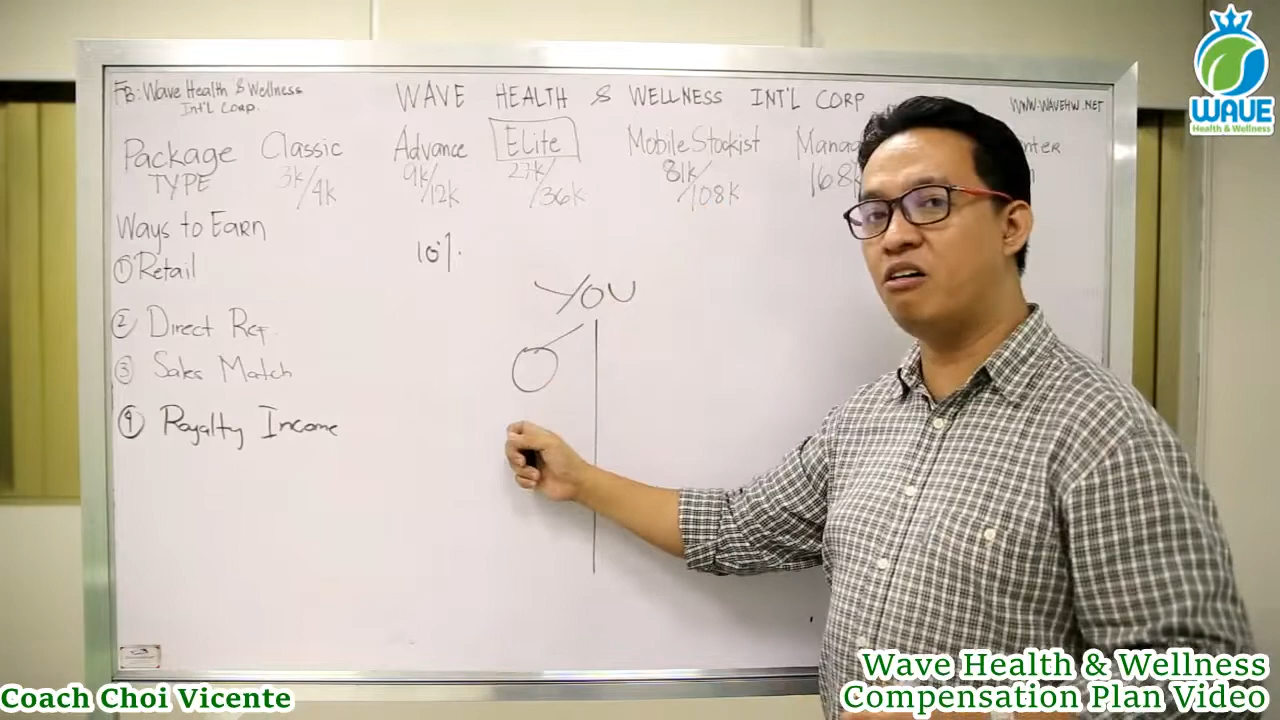 FB: Wave Health & Wellness
Int'l Corp.
WAVE HEALTH & WELLNESS INT'L CORP
WWW.WAVEHW.NET
WAVE
Health & Wellness
Package
TYPE
Classic
3k/4k
Advance
9k/12k
Elite
27k/36k
Mobile Stockist
81k/108k
168k
Ways to Earn
① Retail
10%
② Direct Ref.
③ Sales Match
④ Royalty Income
YOU
Coach Choi Vicente
Wave Health & Wellness
Compensation Plan Video